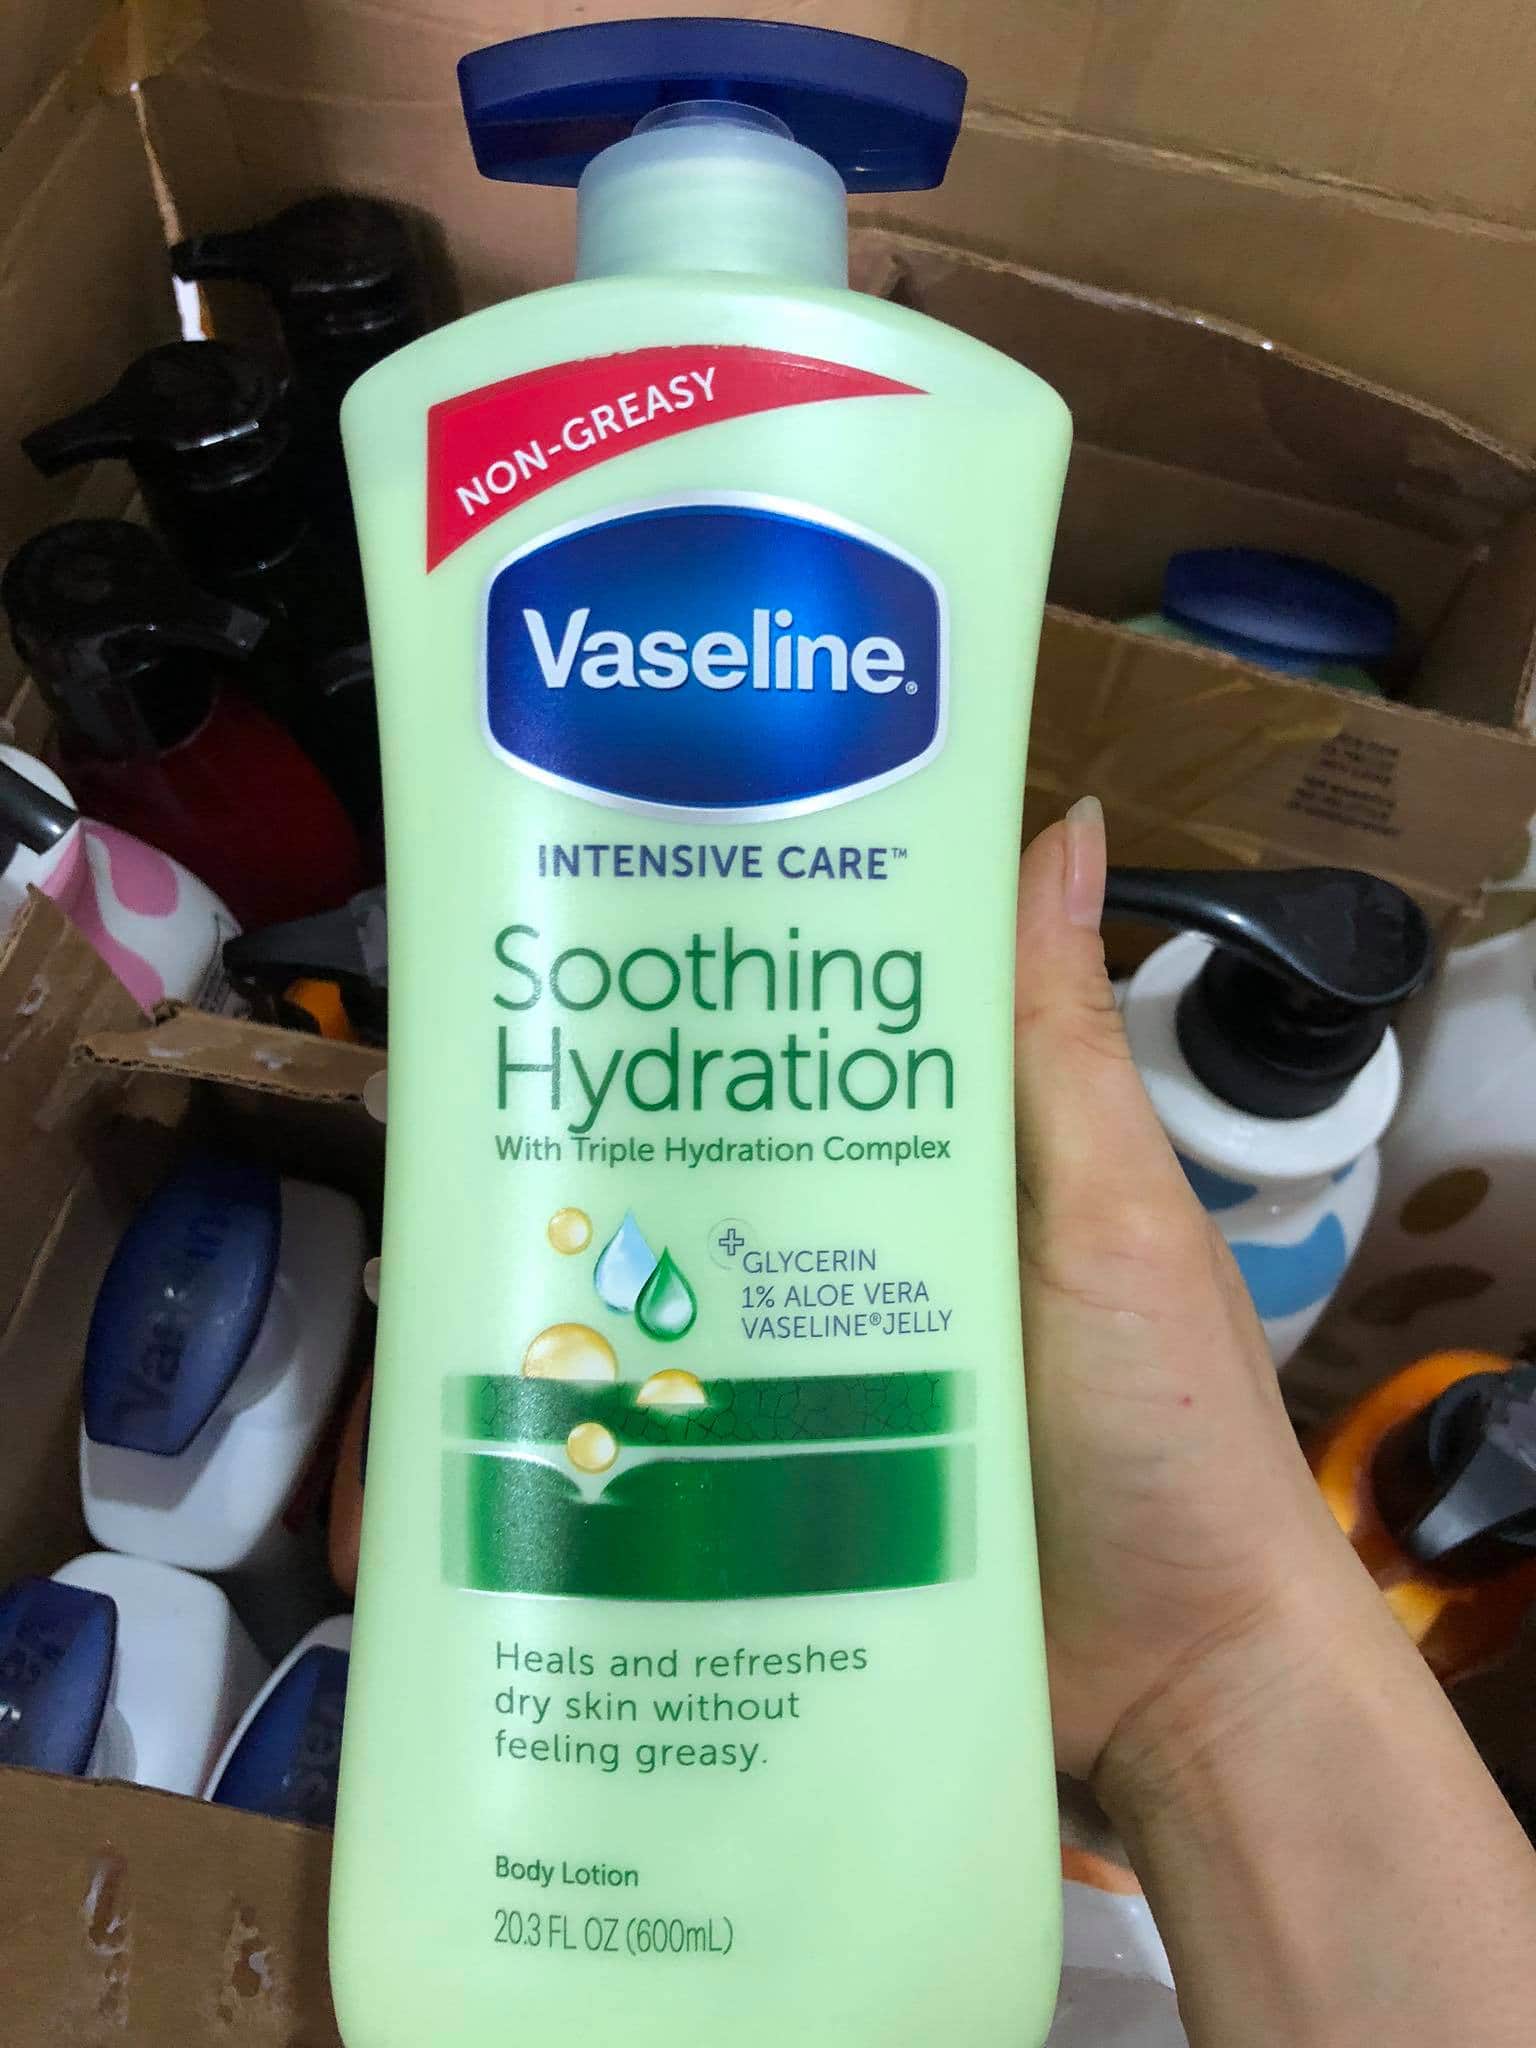 NON-GREASY
Vaseline®
INTENSIVE CARE™
Soothing
Hydration
With Triple Hydration Complex
GLYCERIN
1% ALOE VERA
VASELINE®JELLY
Heals and refreshes
dry skin without
feeling greasy.
Body Lotion
20.3 FL OZ (600mL)